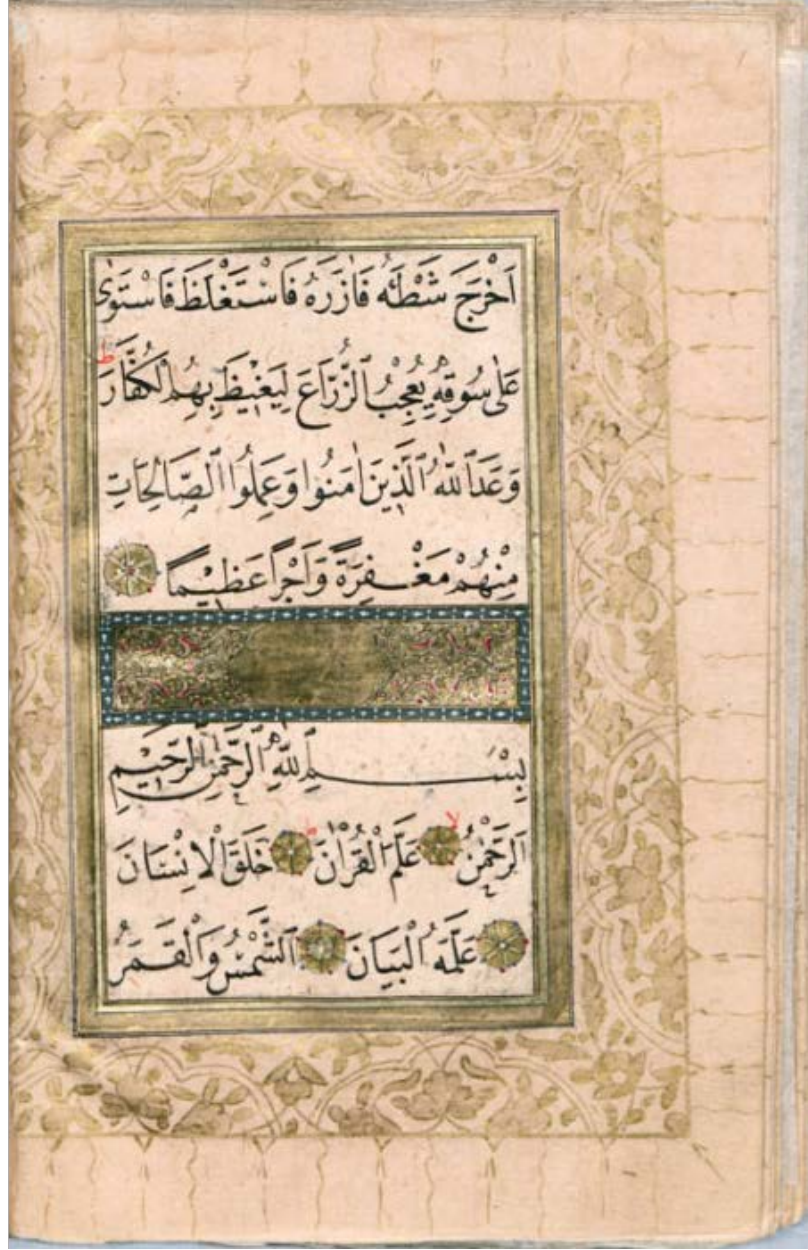 اَخْرَجَ شَطْـَٔهُ فَاٰزَرَهُ فَاسْتَغْلَظَ فَاسْتَوٰى
عَلٰى سُوقِهٖ يُعْجِبُ الزُّرَّاعَ لِيَغِيظَ بِهِمُ الْكُفَّارَ ط
وَعَدَ اللّٰهُ الَّذِينَ اٰمَنُوا وَعَمِلُوا الصَّالِحَاتِ
مِنْهُمْ مَغْفِرَةً وَاَجْرًا عَظِيمًا
بِسْمِ اللّٰهِ الرَّحْمٰنِ الرَّحِيمِ
اَلرَّحْمٰنُ لا عَلَّمَ الْقُرْاٰنَ ط خَلَقَ الْاِنْسَانَ
عَلَّمَهُ الْبَيَانَ اَلشَّمْسُ وَالْقَمَرُ